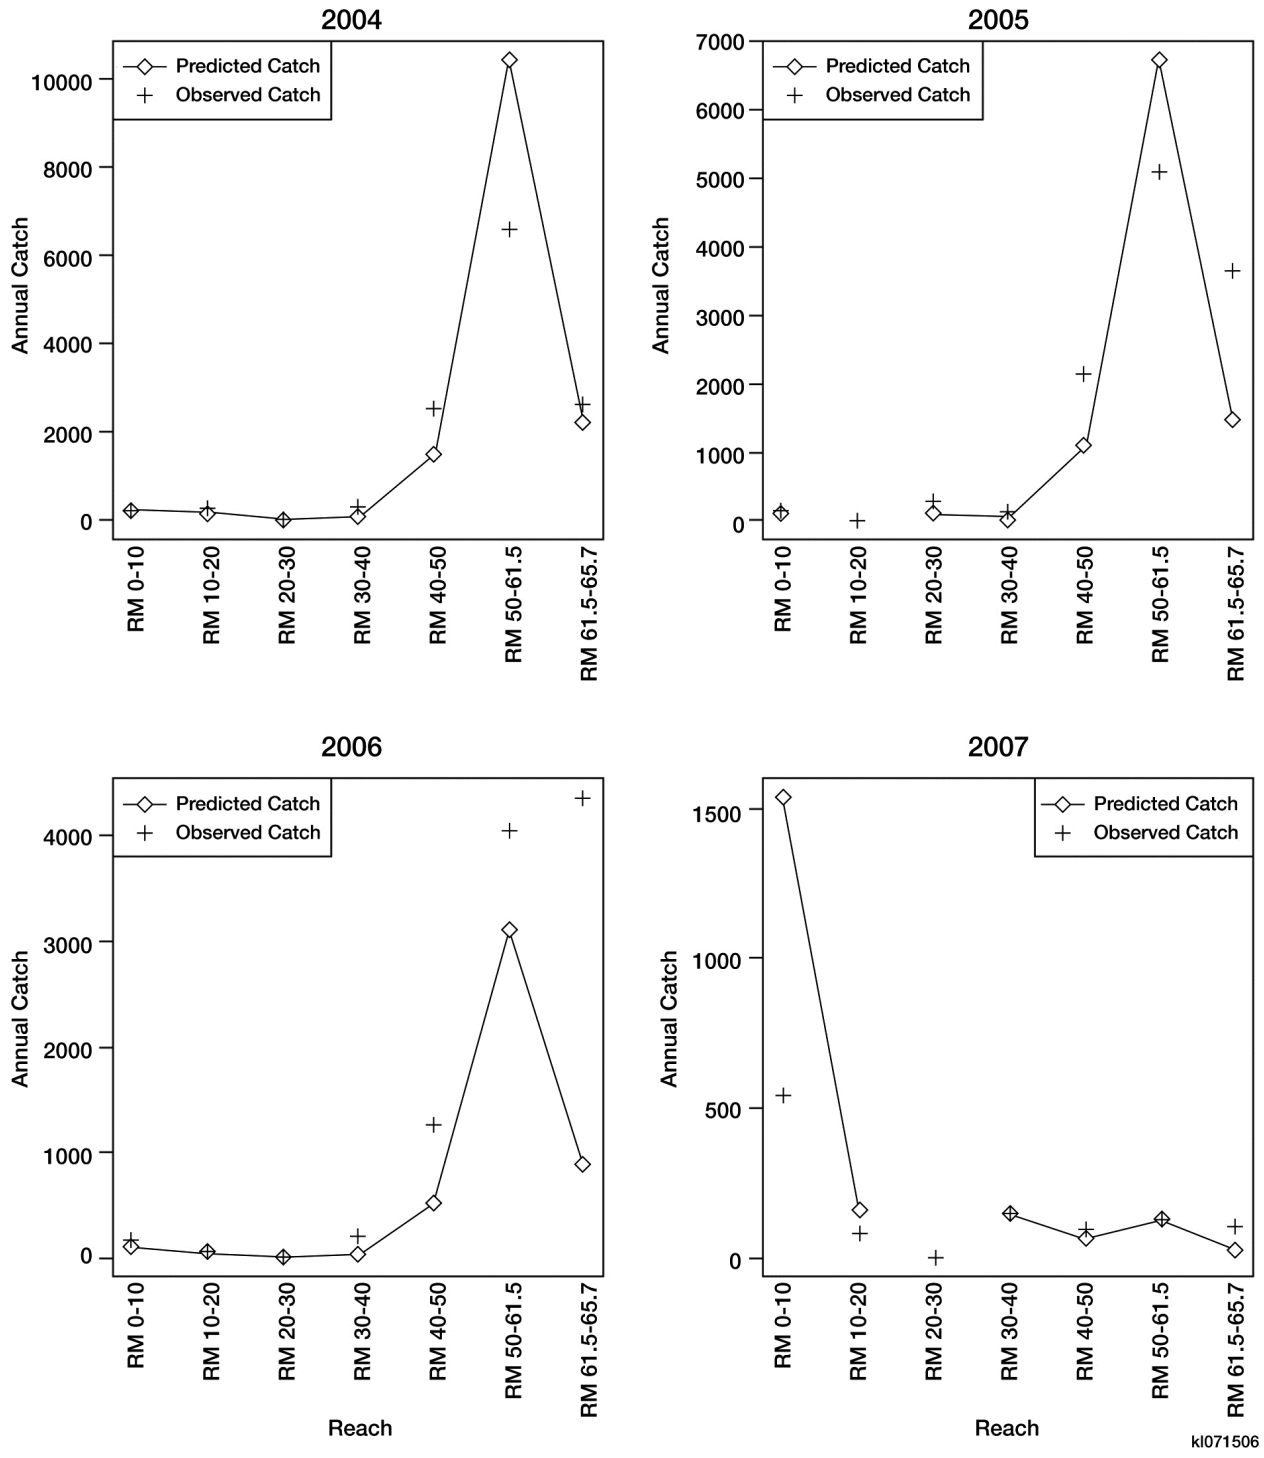 2004
Predicted Catch
Observed Catch
Annual Catch
10000
8000
6000
4000
2000
0
RM 0-10
RM 10-20
RM 20-30
RM 30-40
RM 40-50
RM 50-61.5
RM 61.5-65.7
2005
Predicted Catch
Observed Catch
Annual Catch
7000
6000
5000
4000
3000
2000
1000
0
RM 0-10
RM 10-20
RM 20-30
RM 30-40
RM 40-50
RM 50-61.5
RM 61.5-65.7
2006
Predicted Catch
Observed Catch
Annual Catch
4000
3000
2000
1000
0
RM 0-10
RM 10-20
RM 20-30
RM 30-40
RM 40-50
RM 50-61.5
RM 61.5-65.7
Reach
2007
Predicted Catch
Observed Catch
Annual Catch
1500
1000
500
0
RM 0-10
RM 10-20
RM 20-30
RM 30-40
RM 40-50
RM 50-61.5
RM 61.5-65.7
Reach
kl071506